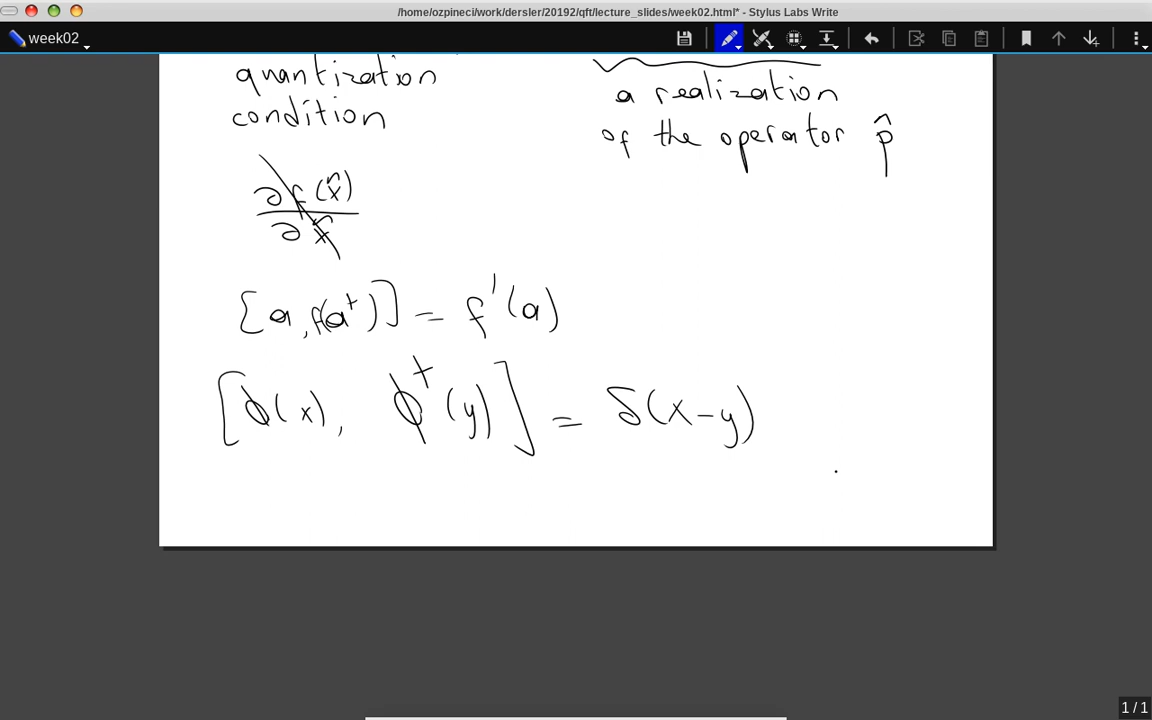 /home/ozpineci/work/dersler/20192/qft/lecture_slides/week02.html* - Stylus Labs Write
week02
quantization
condition
a realization
of the operator p̂
∂f(x̂)
∂x̂
[a, f(a†)] = f'(a)
[ϕ(x), ϕ†(y)] = δ(x-y)
1 / 1